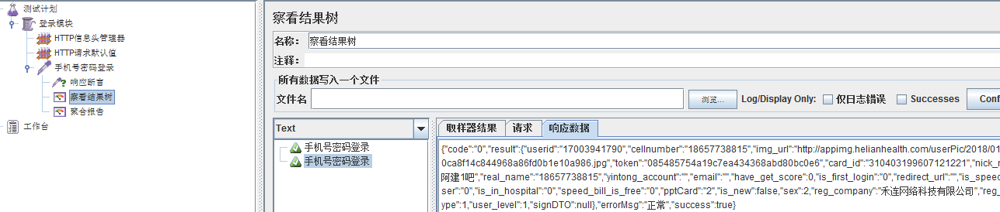 测试计划
登录模块
HTTP信息头管理器
HTTP请求默认值
手机号密码登录
响应断言
察看结果树
聚合报告
工作台
察看结果树
名称: 察看结果树
注释:
所有数据写入一个文件
文件名 浏览... Log/Display Only: 仅日志错误 Successes Conf
Text
手机号密码登录
手机号密码登录
取样器结果 请求 响应数据
{"code":"0","result":{"userid":"17003941790","cellnumber":"18657738815","img_url":"http://appimg.helianhealth.com/userPic/2018/01
0ca8f14c844968a86fd0b1e10a986.jpg","token":"085485754a19c7ea434368abd80bc0e6","card_id":"310403199607121221","nick_n
阿建1吧","real_name":"18657738815","yintong_account":"","email":"","have_get_score":0,"is_first_login":"0","redirect_url":"","is_speed
ser":"0","is_in_hospital":"0","speed_bill_is_free":"0","pptCard":"2","is_new":false,"sex":2,"reg_company":"禾连网络科技有限公司","reg_
ype":1,"user_level":1,"signDTO":null},"errorMsg":"正常","success":true}